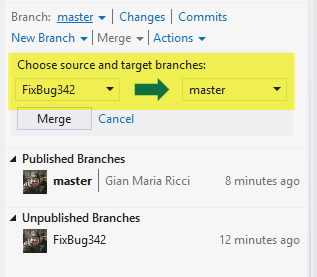 Branch: master | Changes | Commits
New Branch | Merge | Actions
Choose source and target branches:
FixBug342 master
Merge Cancel
Published Branches
master | Gian Maria Ricci 8 minutes ago
Unpublished Branches
FixBug342 12 minutes ago